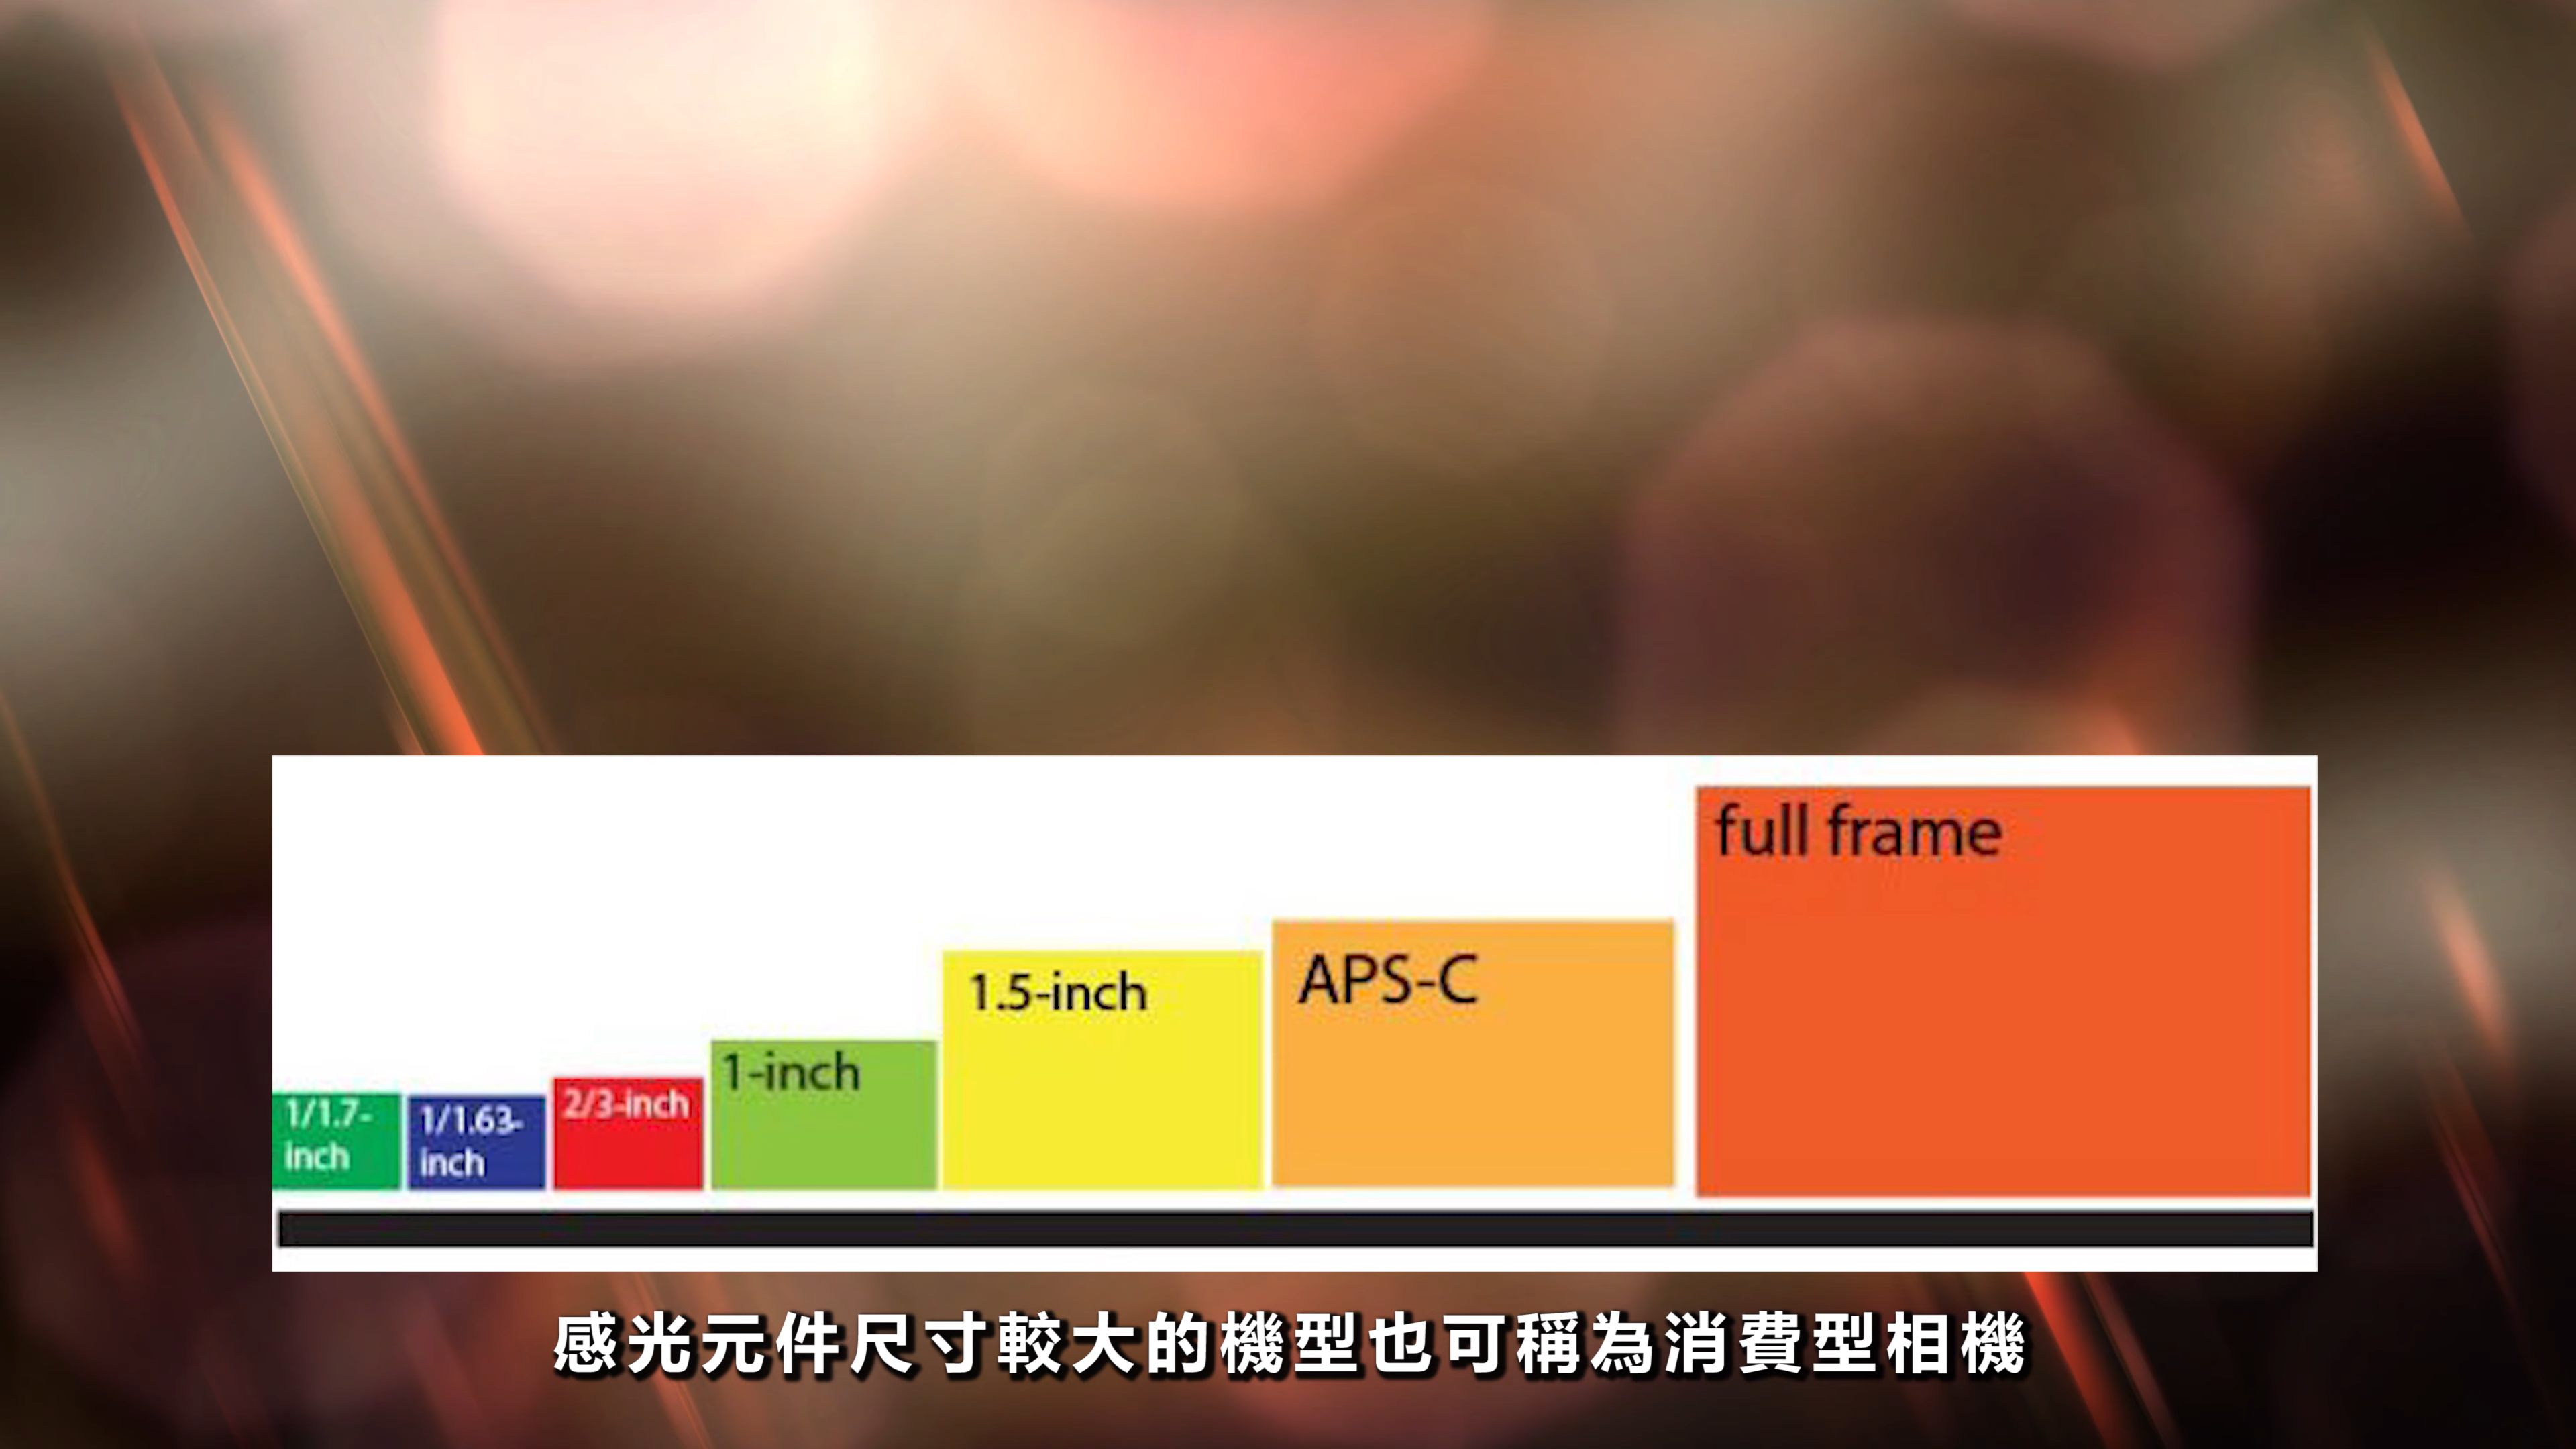 full frame
APS-C
1.5-inch
1-inch
2/3-inch
1/1.63-
inch
1/1.7-
inch
感光元件尺寸較大的機型也可稱為消費型相機